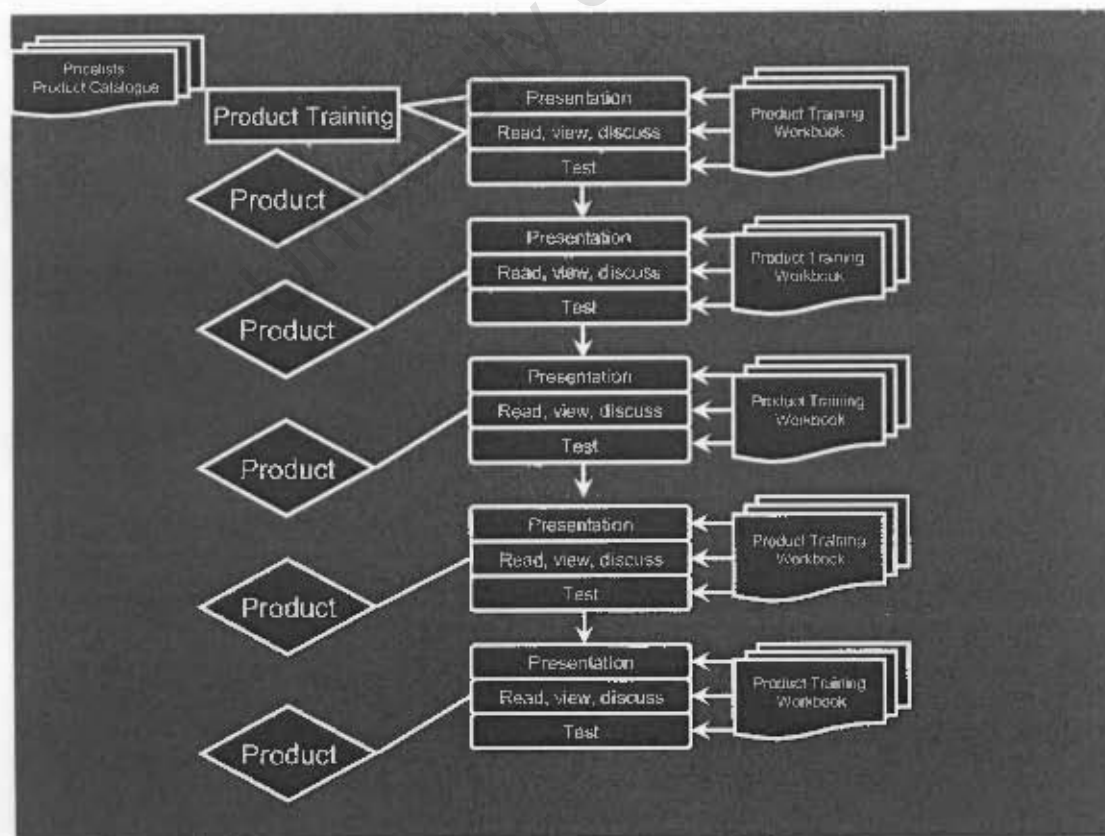 Pricelists
Product Catalogue
Product Training
Presentation
Read, view, discuss
Test
Product Training
Workbook
Product
Presentation
Read, view, discuss
Test
Product Training
Workbook
Product
Presentation
Read, view, discuss
Test
Product Training
Workbook
Product
Presentation
Read, view, discuss
Test
Product Training
Workbook
Product
Presentation
Read, view, discuss
Test
Product Training
Workbook
Product